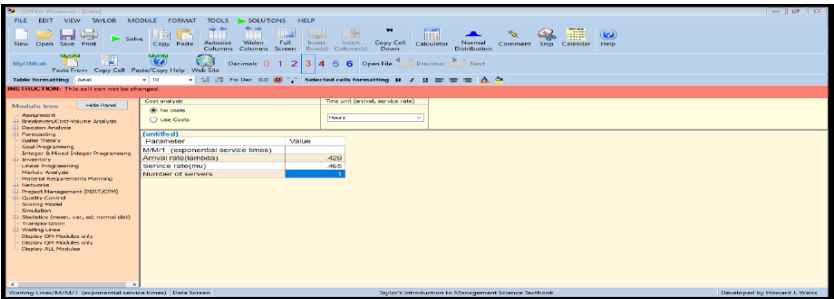 QM for Windows - [Data]
FILE EDIT VIEW TAYLOR MODULE FORMAT TOOLS SOLUTIONS HELP
New Open Save Print Solve Copy Paste Autosize Columns Widen Columns Full Screen Insert Row(s) Insert Column(s) Copy Cell Down Calculator Normal Distribution Comment Snip Calendar Help
MyOMLab Paste From Copy Cell Paste/Copy Help Web Site Decimals 0 1 2 3 4 5 6 Open File Previous Next
Table formatting Arial 10 Fix Dec 0.0 Selected cells formatting B I U
INSTRUCTION: This cell can not be changed.
Module tree Hide Panel
Cost analysis
No costs
Use Costs
Time unit (arrival, service rate)
Hours
Assignment
Breakeven/Cost-Volume Analysis
Decision Analysis
Forecasting
Game Theory
Goal Programming
Integer & Mixed Integer Programming
Inventory
Linear Programming
Markov Analysis
Material Requirements Planning
Networks
Project Management (PERT/CPM)
Quality Control
Scoring Model
Simulation
Statistics (mean, var, sd; normal dist)
Transportation
Waiting Lines
Display OM Modules only
Display QM Modules only
Display ALL Modules
(untitled)
Parameter Value
M/M/1 (exponential service times)
Arrival rate(lambda) .429
Service rate(mu) .465
Number of servers 1
Waiting Lines/M/M/1 (exponential service times) Data Screen Taylor's Introduction to Management Science Textbook Developed by Howard J. Weiss